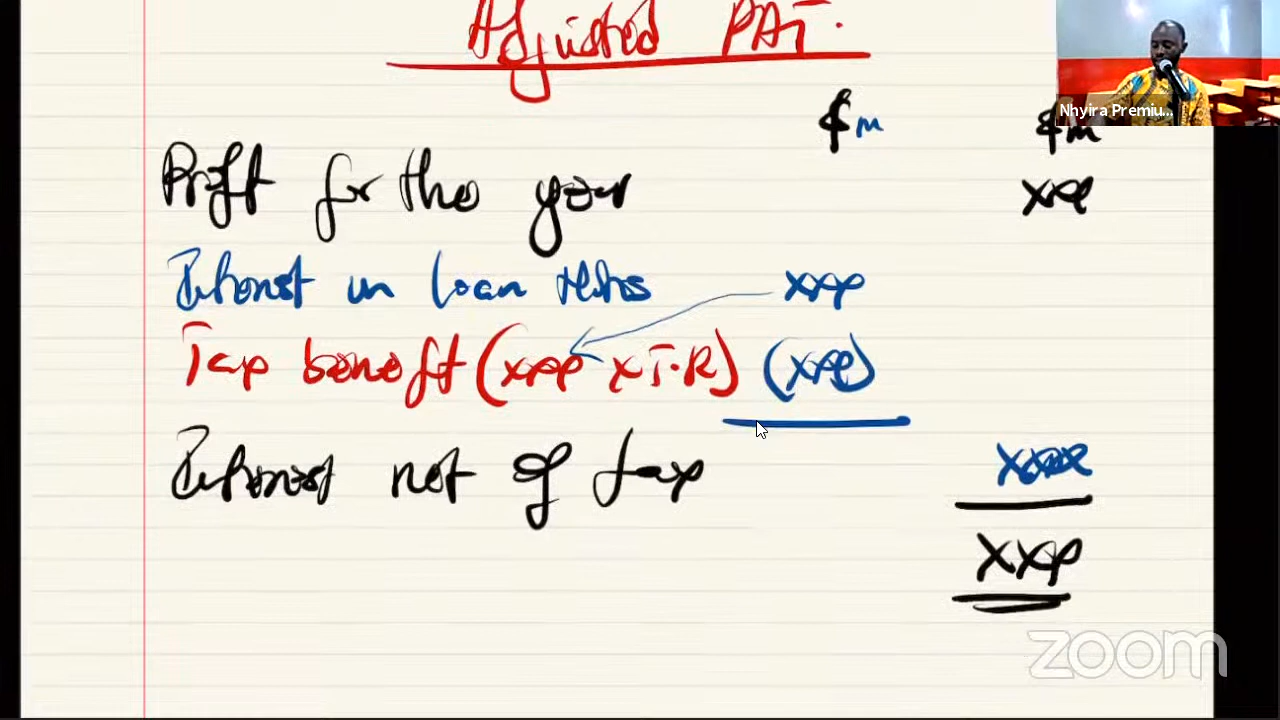 Adjusted PAT.
$m $m
Profit for the year xxx
Interest on loan notes xxx
Tax benefit (xxx x T.R) (xxx)
Interest net of tax xxxx
xxx
Nhyira Premiu...
zoom